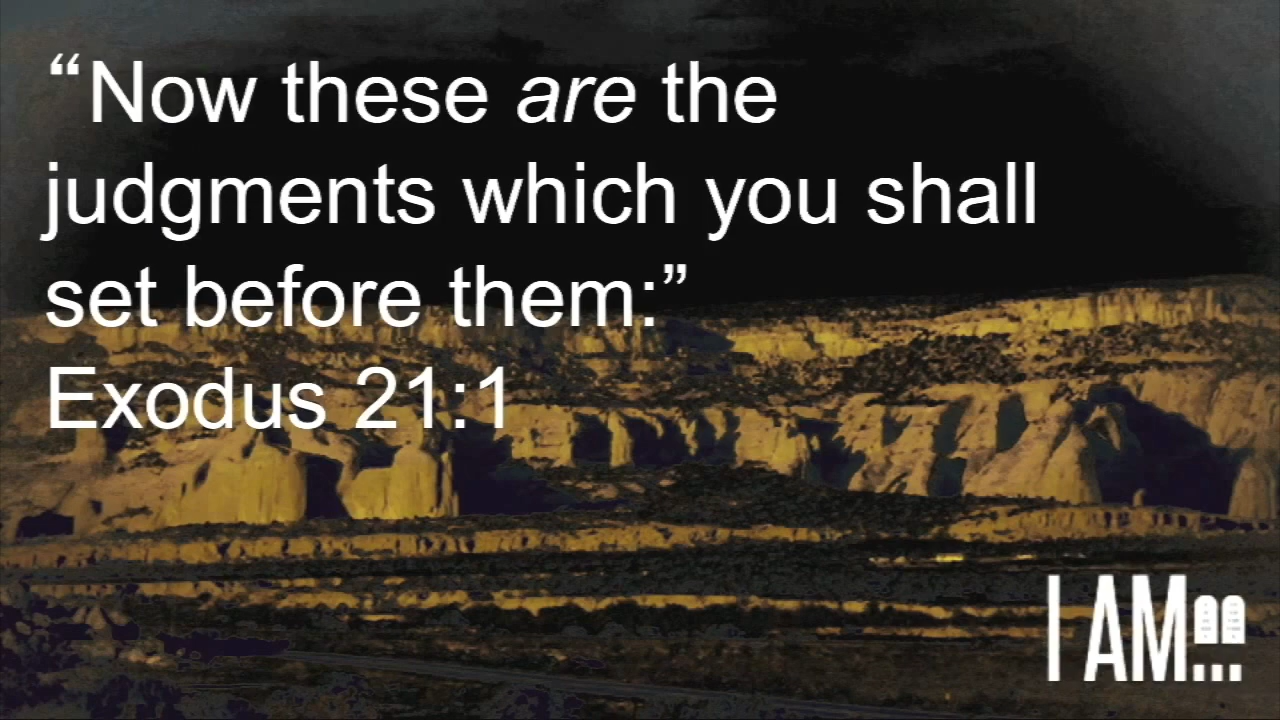 “Now these are the
judgments which you shall
set before them:”
Exodus 21:1
I AM...